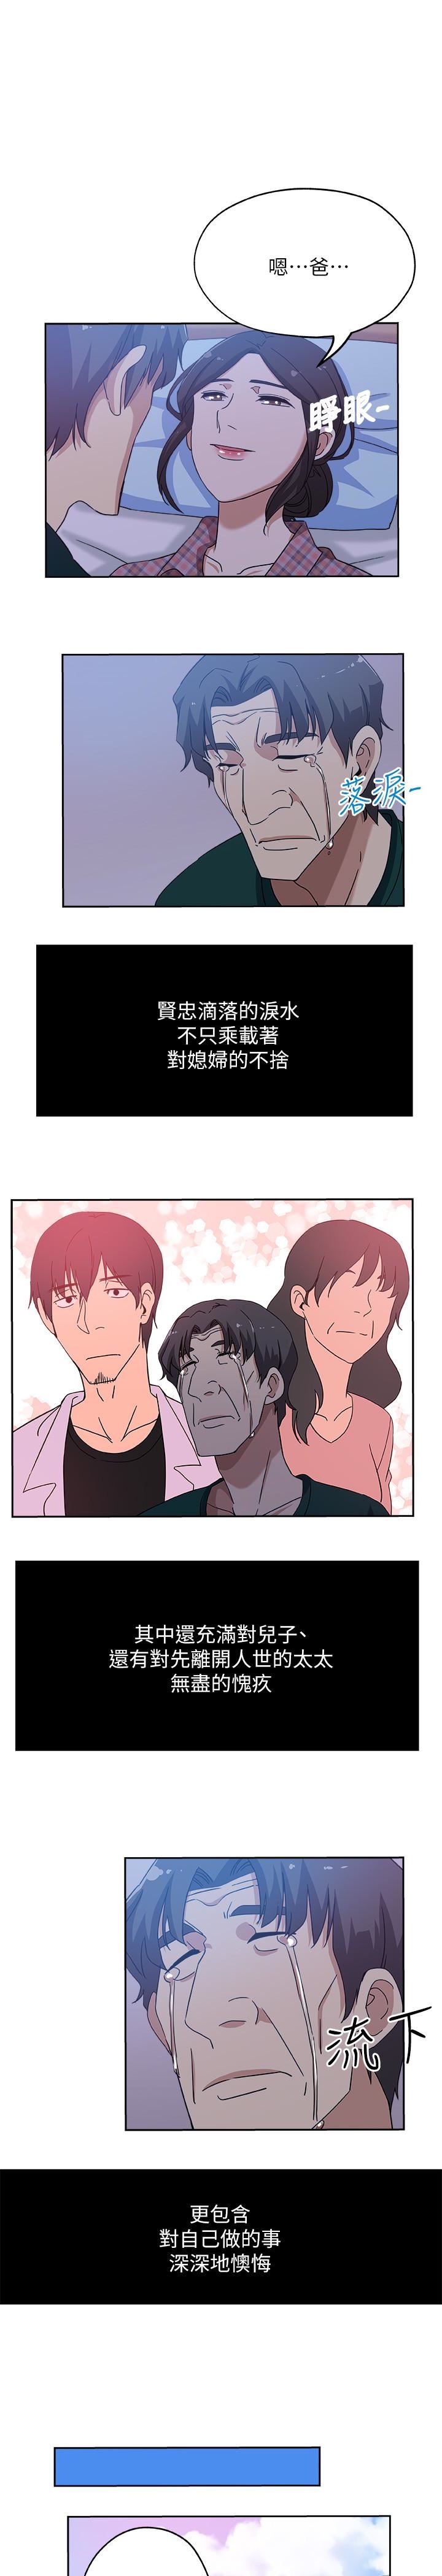 嗯…爸…
睜眼-
落淚-
賢忠滴落的淚水
不只乘載著
對媳婦的不捨
其中還充滿對兒子、
還有對先離開人世的太太
無盡的愧疚
流下
更包含
對自己做的事
深深地懊悔